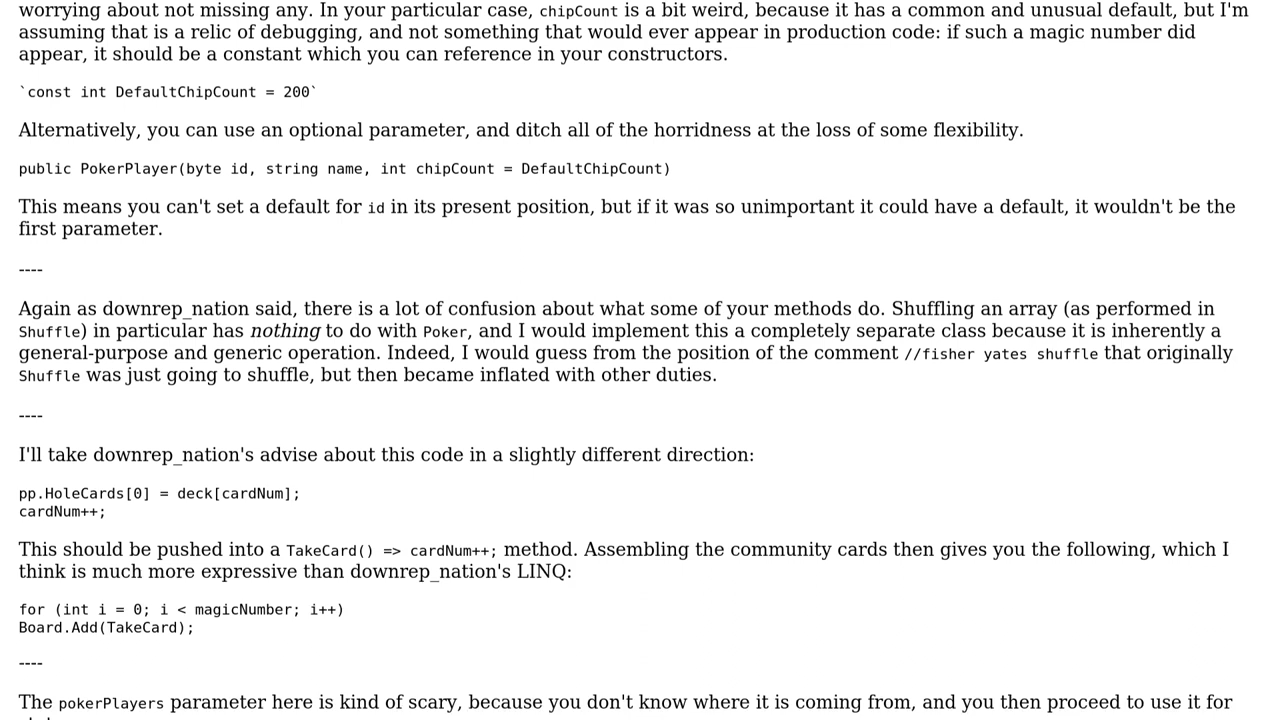 worrying about not missing any. In your particular case, chipCount is a bit weird, because it has a common and unusual default, but I'm
assuming that is a relic of debugging, and not something that would ever appear in production code: if such a magic number did
appear, it should be a constant which you can reference in your constructors.
`const int DefaultChipCount = 200`
Alternatively, you can use an optional parameter, and ditch all of the horridness at the loss of some flexibility.
public PokerPlayer(byte id, string name, int chipCount = DefaultChipCount)
This means you can't set a default for id in its present position, but if it was so unimportant it could have a default, it wouldn't be the
first parameter.
----
Again as downrep_nation said, there is a lot of confusion about what some of your methods do. Shuffling an array (as performed in
Shuffle) in particular has nothing to do with Poker, and I would implement this a completely separate class because it is inherently a
general-purpose and generic operation. Indeed, I would guess from the position of the comment //fisher yates shuffle that originally
Shuffle was just going to shuffle, but then became inflated with other duties.
----
I'll take downrep_nation's advise about this code in a slightly different direction:
pp.HoleCards[0] = deck[cardNum];
cardNum++;
This should be pushed into a TakeCard() => cardNum++; method. Assembling the community cards then gives you the following, which I
think is much more expressive than downrep_nation's LINQ:
for (int i = 0; i < magicNumber; i++)
Board.Add(TakeCard);
----
The pokerPlayers parameter here is kind of scary, because you don't know where it is coming from, and you then proceed to use it for